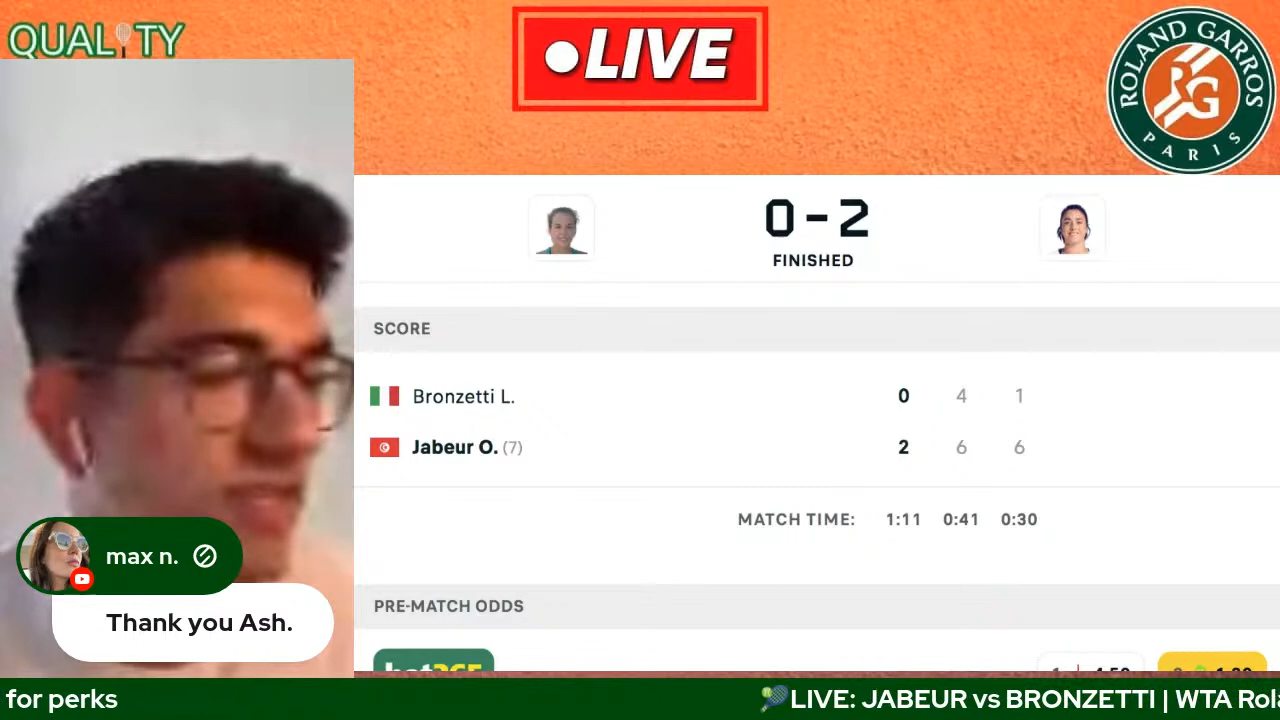 QUALITY
LIVE
ROLAND GARROS
RG
PARIS
0 - 2
FINISHED
SCORE
Bronzetti L. 0 4 1
Jabeur O. (7) 2 6 6
MATCH TIME: 1:11 0:41 0:30
PRE-MATCH ODDS
bet365
max n.
Thank you Ash.
for perks
LIVE: JABEUR vs BRONZETTI | WTA Rol